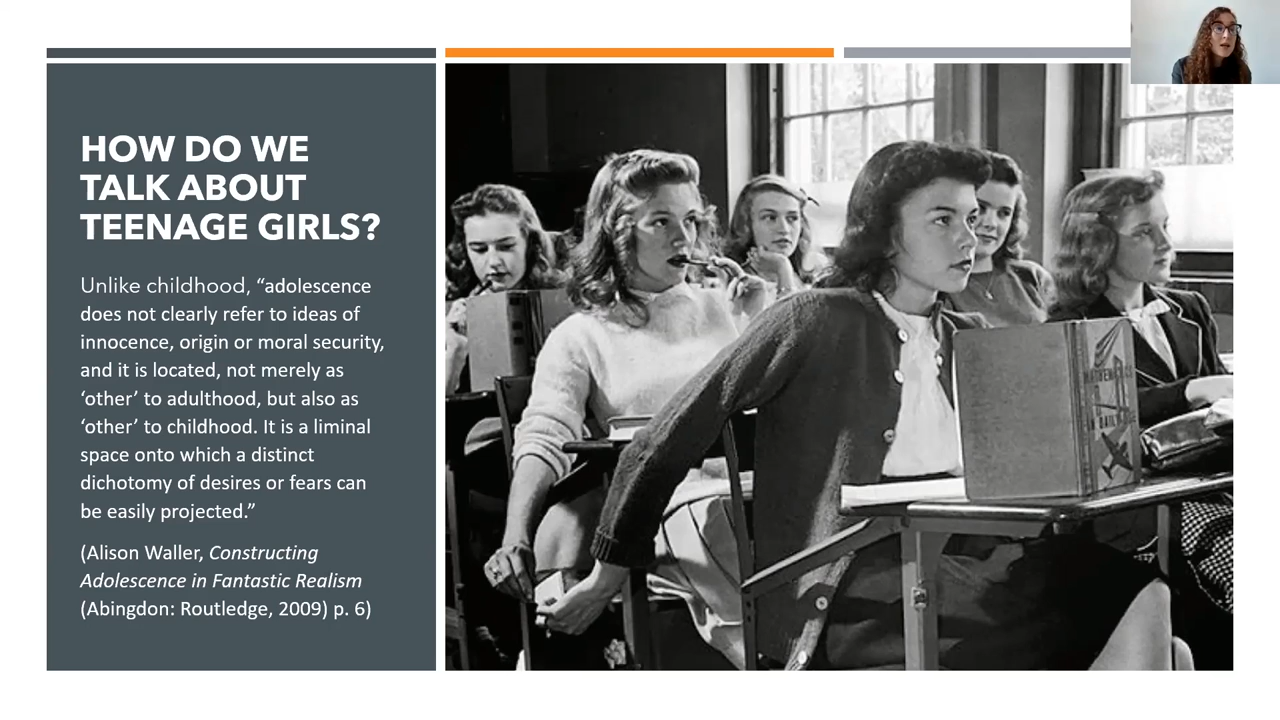 HOW DO WE
TALK ABOUT
TEENAGE GIRLS?
Unlike childhood, “adolescence
does not clearly refer to ideas of
innocence, origin or moral security,
and it is located, not merely as
‘other’ to adulthood, but also as
‘other’ to childhood. It is a liminal
space onto which a distinct
dichotomy of desires or fears can
be easily projected.”
(Alison Waller, Constructing
Adolescence in Fantastic Realism
(Abingdon: Routledge, 2009) p. 6)